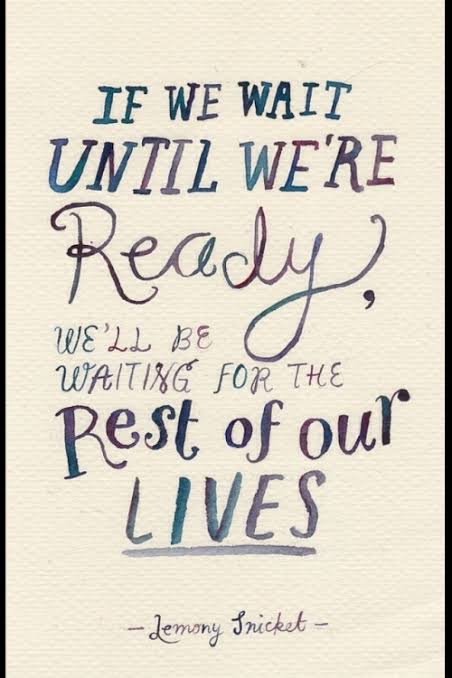 IF WE WAIT
UNTIL WE'RE
Ready,
WE'LL BE
WAITING FOR THE
Rest of our
LIVES
– Lemony Snicket –